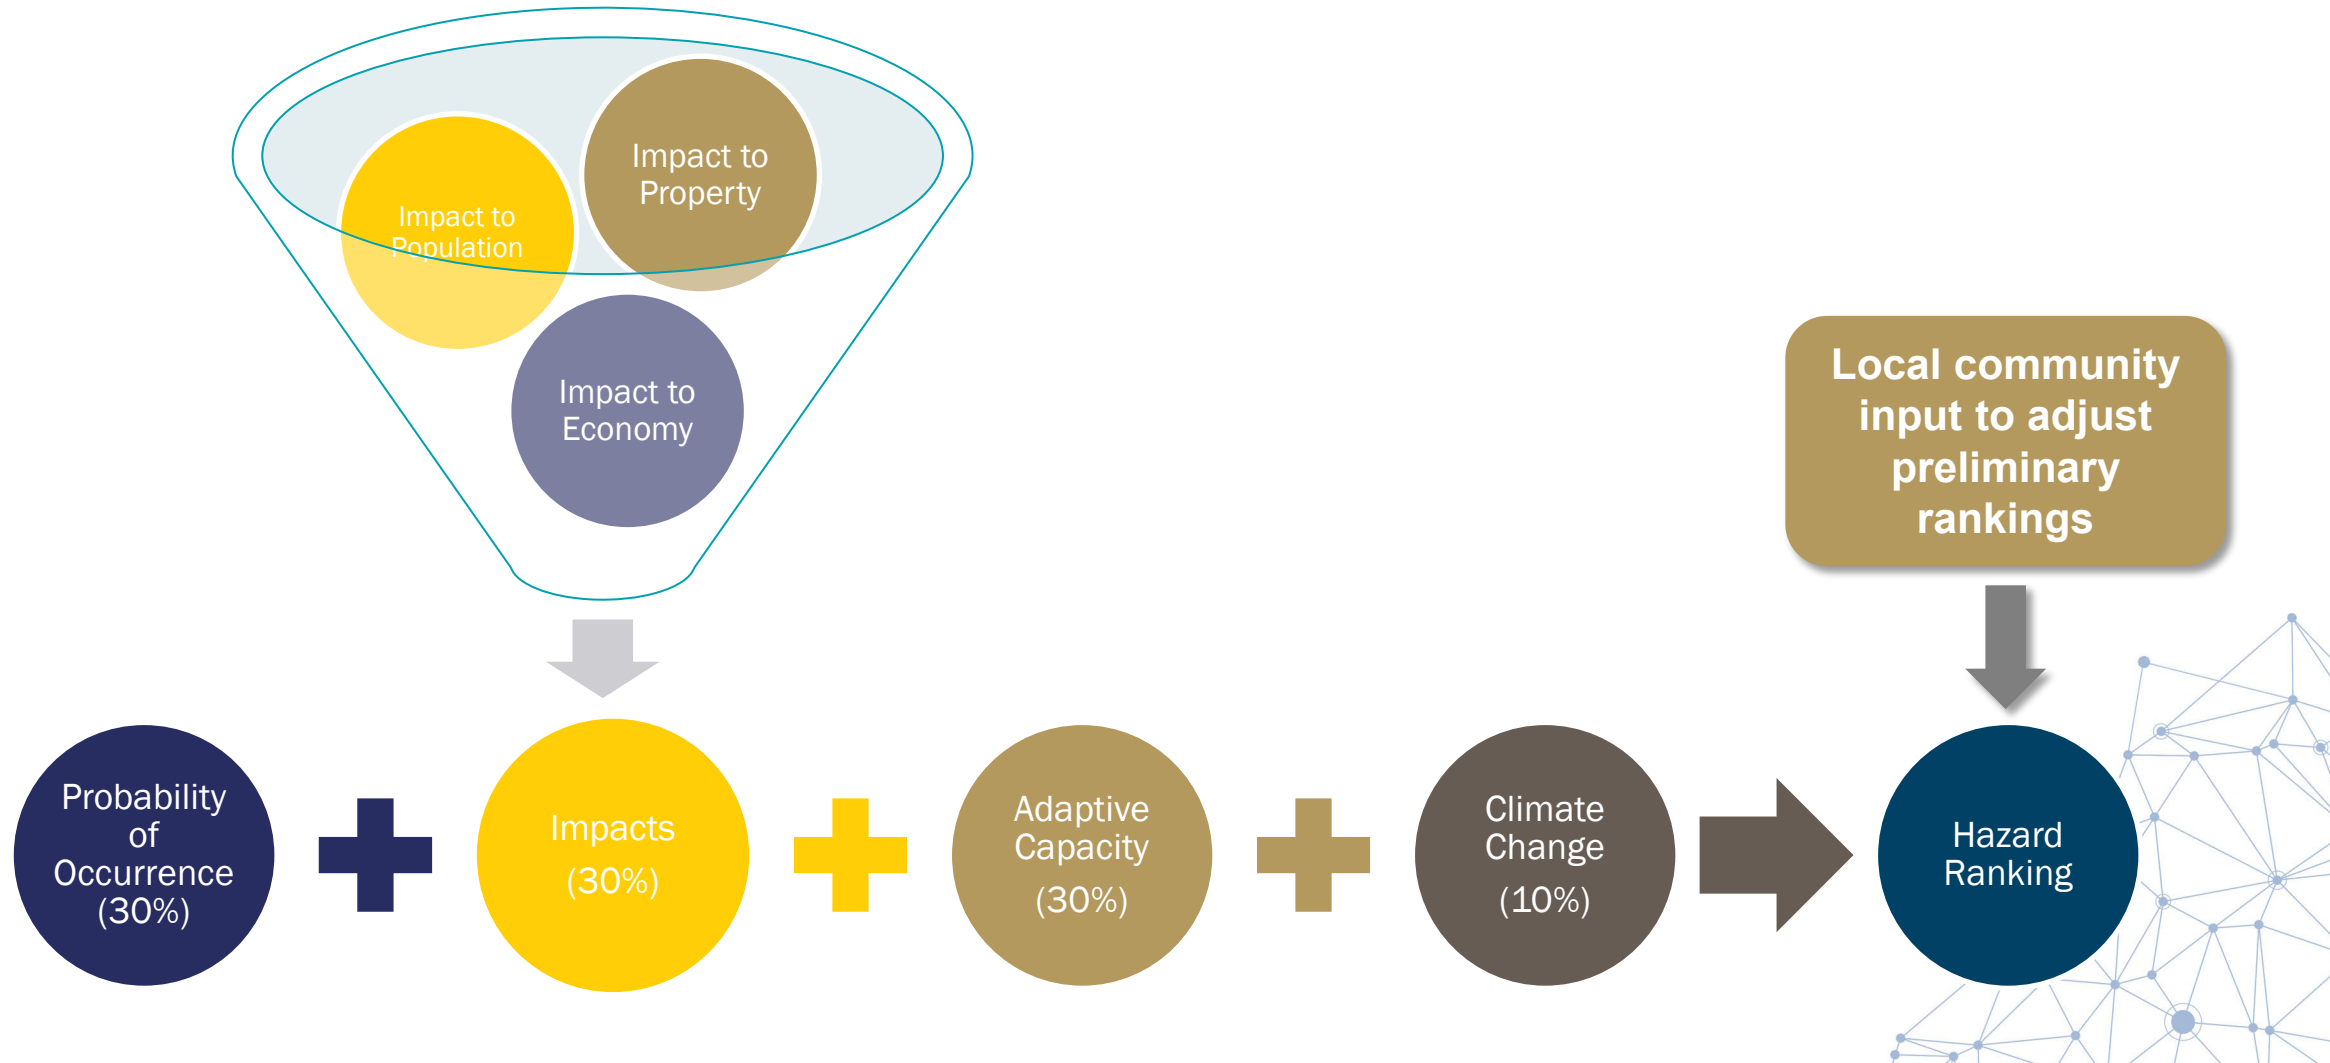 Impact to
Property
Impact to
Population
Impact to
Economy
Local community
input to adjust
preliminary
rankings
Probability
of
Occurrence
(30%)
Impacts
(30%)
Adaptive
Capacity
(30%)
Climate
Change
(10%)
Hazard
Ranking